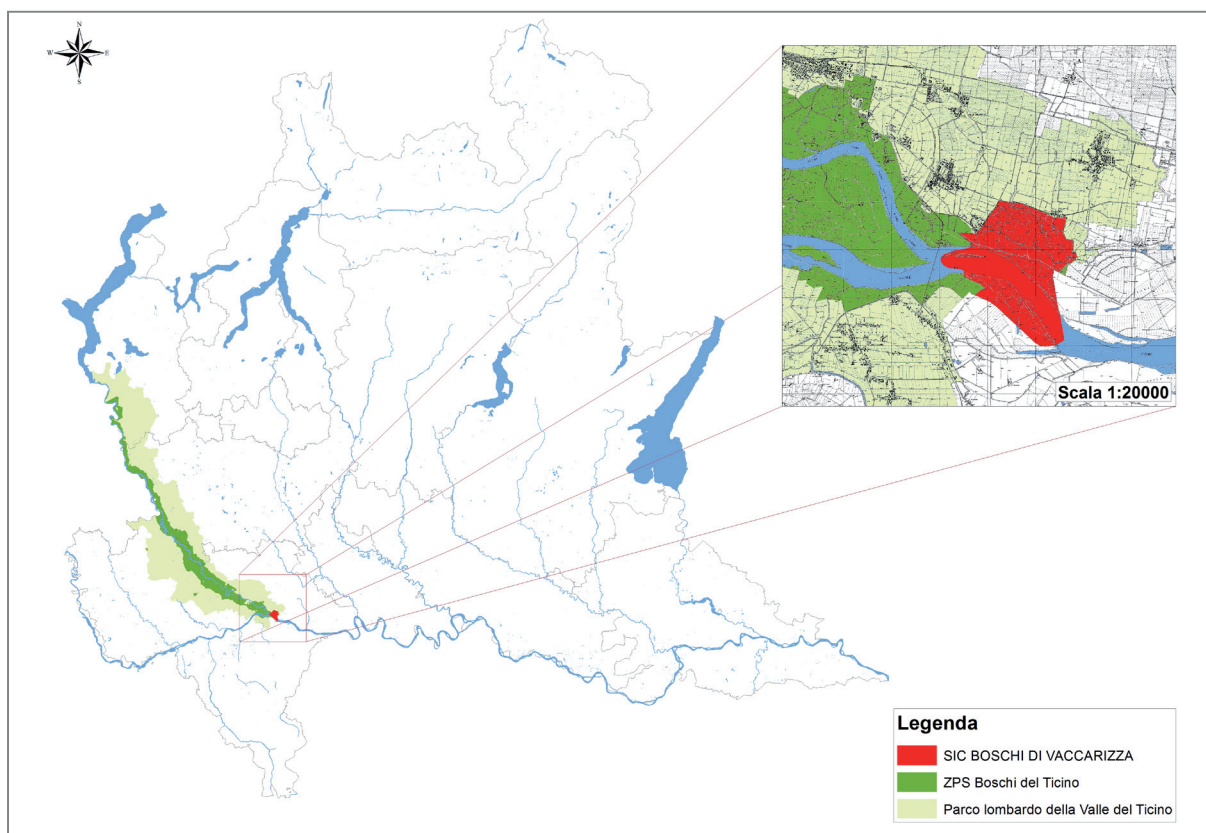 N
W E
S
Scala 1:20000
Legenda
SIC BOSCHI DI VACCARIZZA
ZPS Boschi del Ticino
Parco lombardo della Valle del Ticino